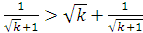 1/(√k+1) > √k + 1/√(k+1)